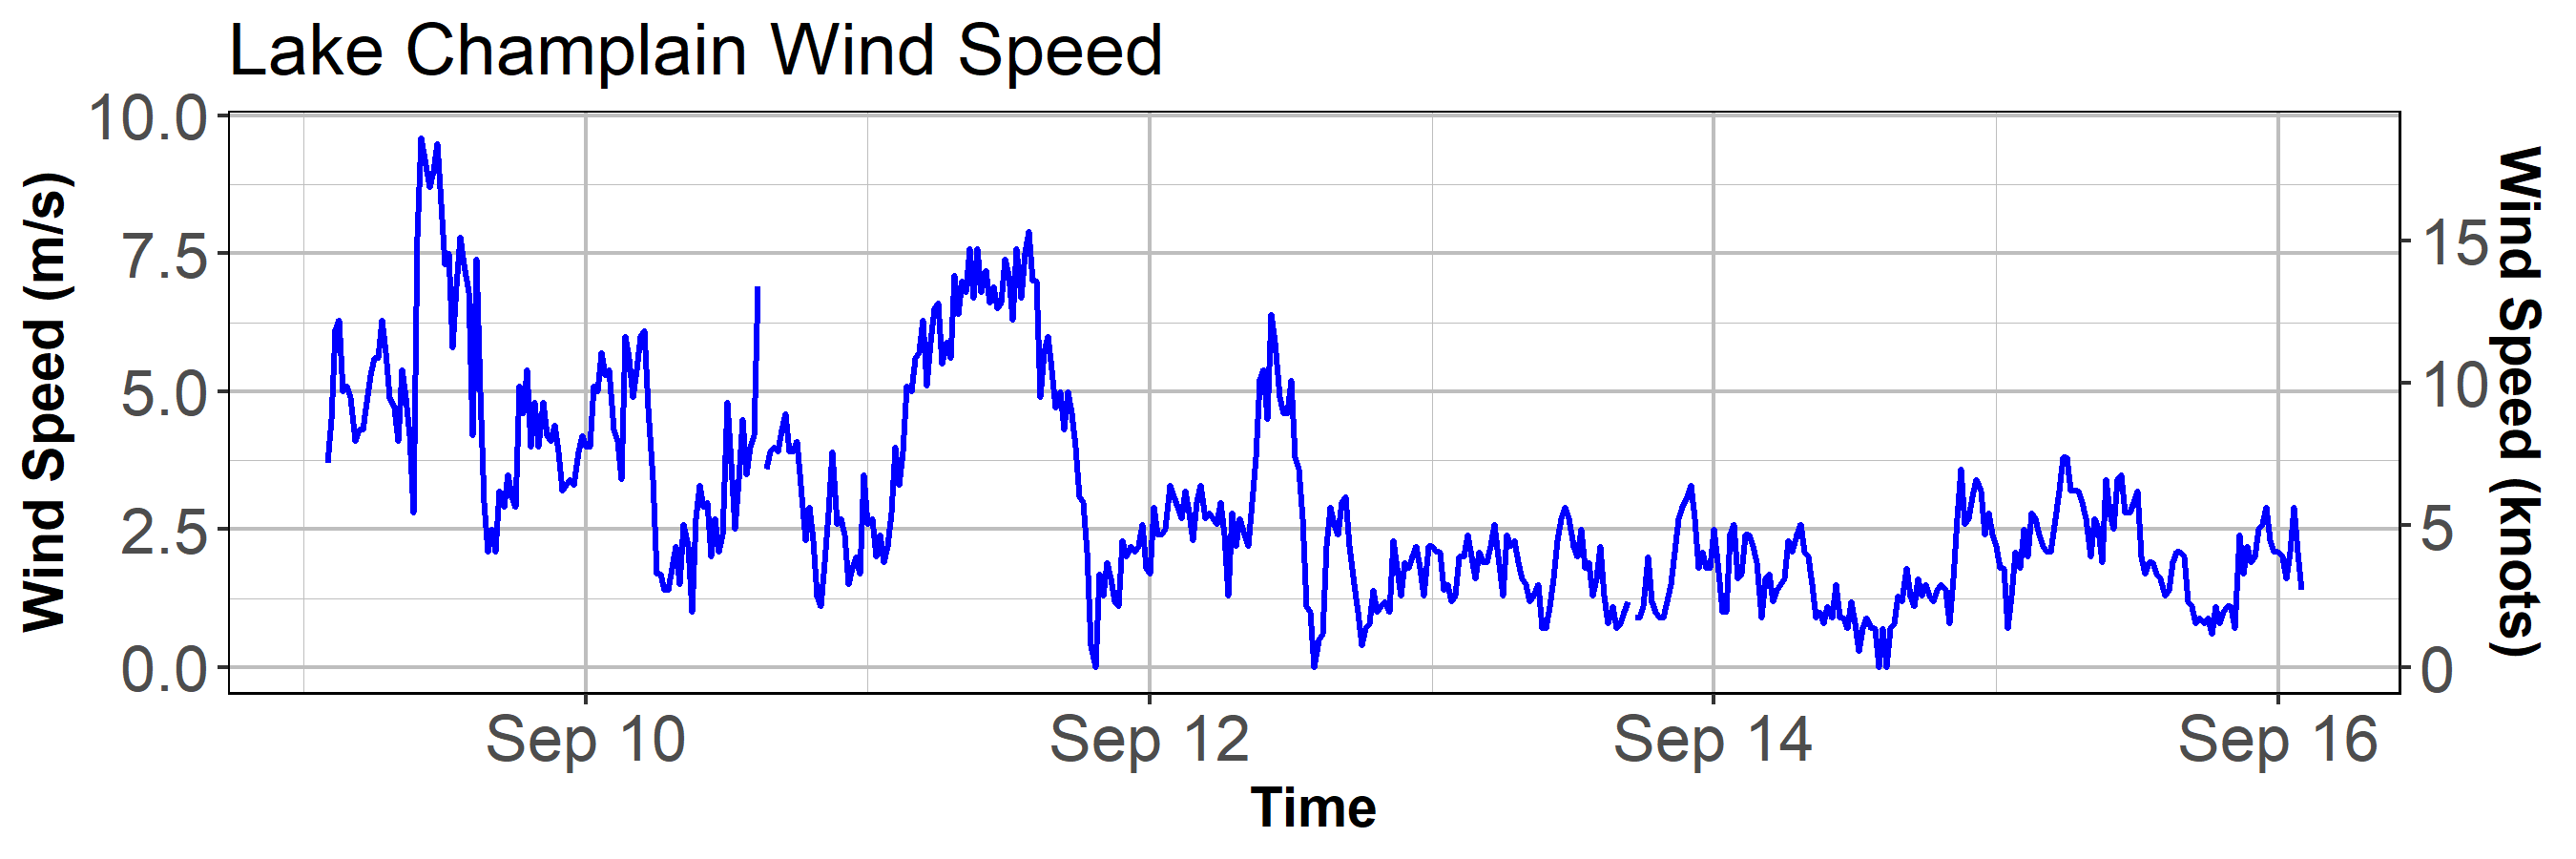 Lake Champlain Wind Speed
10.0
7.5
5.0
2.5
0.0
Wind Speed (m/s)
15
10
5
0
Wind Speed (knots)
Sep 10
Sep 12
Sep 14
Sep 16
Time